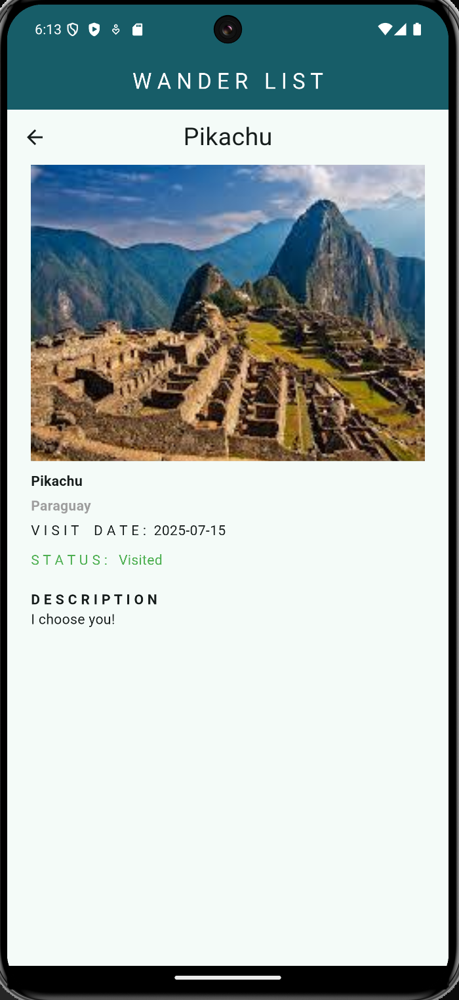 6:13
WANDER LIST
Pikachu
Pikachu
Paraguay
VISIT DATE: 2025-07-15
STATUS: Visited
DESCRIPTION
I choose you!